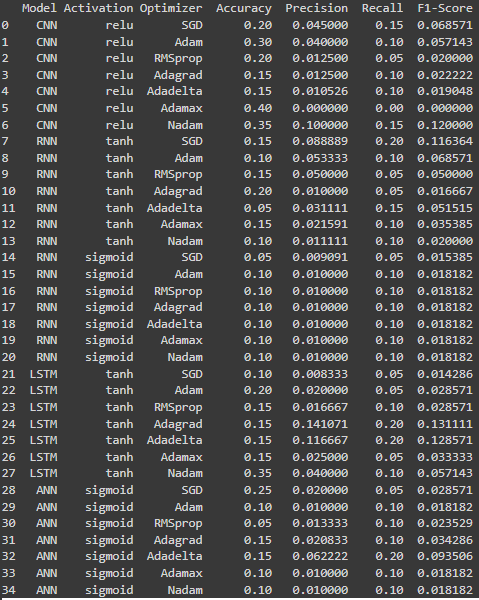 Model Activation Optimizer Accuracy Precision Recall F1-Score
0 CNN relu SGD 0.20 0.045000 0.15 0.068571
1 CNN relu Adam 0.30 0.040000 0.10 0.057143
2 CNN relu RMSprop 0.20 0.012500 0.05 0.020000
3 CNN relu Adagrad 0.15 0.012500 0.10 0.022222
4 CNN relu Adadelta 0.15 0.010526 0.10 0.019048
5 CNN relu Adamax 0.40 0.000000 0.00 0.000000
6 CNN relu Nadam 0.35 0.100000 0.15 0.120000
7 RNN tanh SGD 0.15 0.088889 0.20 0.116364
8 RNN tanh Adam 0.10 0.053333 0.10 0.068571
9 RNN tanh RMSprop 0.15 0.050000 0.05 0.050000
10 RNN tanh Adagrad 0.20 0.010000 0.05 0.016667
11 RNN tanh Adadelta 0.05 0.031111 0.15 0.051515
12 RNN tanh Adamax 0.15 0.021591 0.10 0.035385
13 RNN tanh Nadam 0.10 0.011111 0.10 0.020000
14 RNN sigmoid SGD 0.05 0.009091 0.05 0.015385
15 RNN sigmoid Adam 0.10 0.010000 0.10 0.018182
16 RNN sigmoid RMSprop 0.10 0.010000 0.10 0.018182
17 RNN sigmoid Adagrad 0.10 0.010000 0.10 0.018182
18 RNN sigmoid Adadelta 0.10 0.010000 0.10 0.018182
19 RNN sigmoid Adamax 0.10 0.010000 0.10 0.018182
20 RNN sigmoid Nadam 0.10 0.010000 0.10 0.018182
21 LSTM tanh SGD 0.10 0.008333 0.05 0.014286
22 LSTM tanh Adam 0.20 0.020000 0.05 0.028571
23 LSTM tanh RMSprop 0.15 0.016667 0.10 0.028571
24 LSTM tanh Adagrad 0.15 0.141071 0.20 0.131111
25 LSTM tanh Adadelta 0.15 0.116667 0.20 0.128571
26 LSTM tanh Adamax 0.15 0.025000 0.05 0.033333
27 LSTM tanh Nadam 0.35 0.040000 0.10 0.057143
28 ANN sigmoid SGD 0.25 0.020000 0.05 0.028571
29 ANN sigmoid Adam 0.10 0.010000 0.10 0.018182
30 ANN sigmoid RMSprop 0.05 0.013333 0.10 0.023529
31 ANN sigmoid Adagrad 0.15 0.020833 0.10 0.034286
32 ANN sigmoid Adadelta 0.15 0.062222 0.20 0.093506
33 ANN sigmoid Adamax 0.10 0.010000 0.10 0.018182
34 ANN sigmoid Nadam 0.10 0.010000 0.10 0.018182